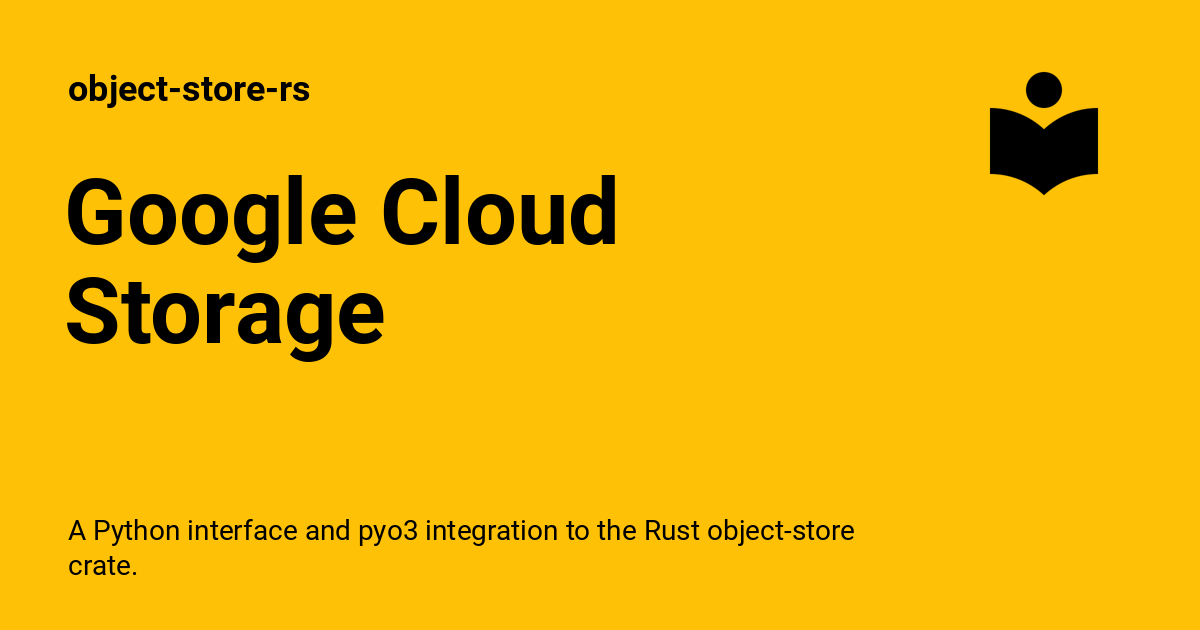 object-store-rs
Google Cloud
Storage
A Python interface and pyo3 integration to the Rust object-store
crate.